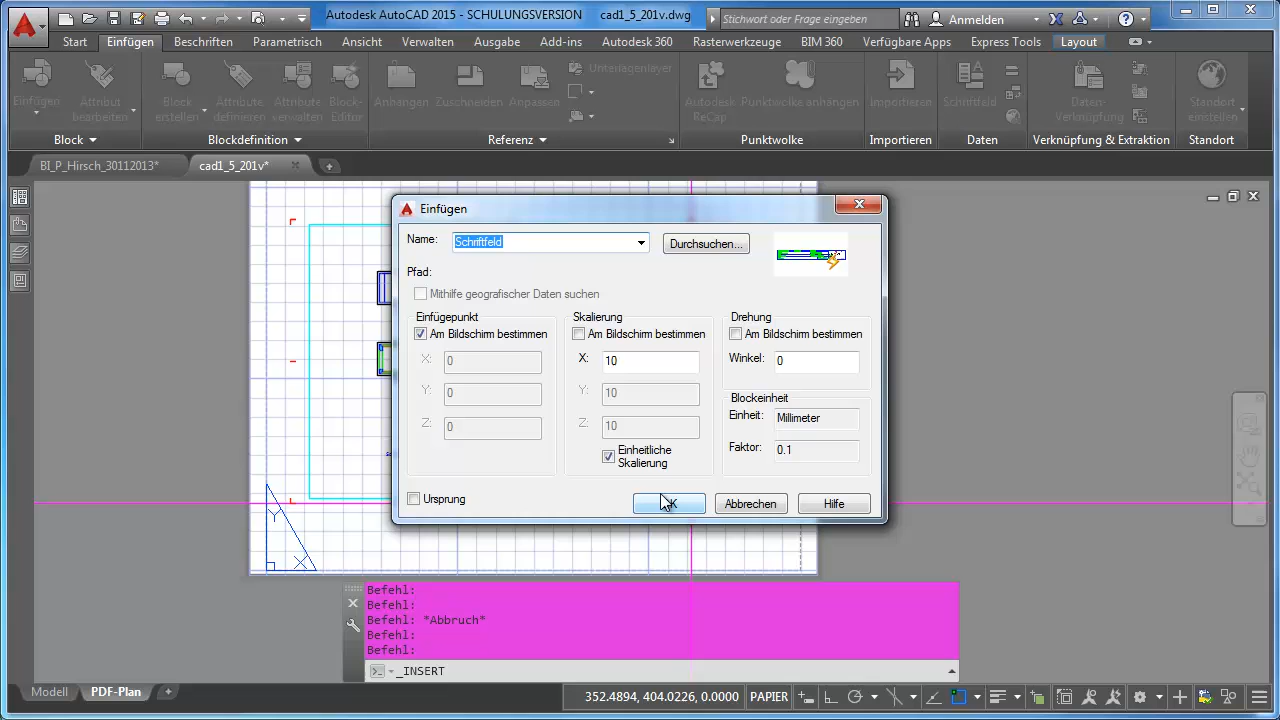 Autodesk AutoCAD 2015 - SCHULUNGSVERSION cad1_5_201v.dwg
Stichwort oder Frage eingeben
Anmelden
Start Einfügen Beschriften Parametrisch Ansicht Verwalten Ausgabe Add-ins Autodesk 360 Rasterwerkzeuge BIM 360 Verfügbare Apps Express Tools Layout
Einfügen
Attribut bearbeiten
Block erstellen
Attribute definieren
Attribute verwalten
Block-Editor
Anhängen
Zuschneiden
Anpassen
Unterlagenlayer
Autodesk ReCap
Punktwolke anhängen
Importieren
Schriftfeld
Daten-Verknüpfung
Standort einstellen
Block Blockdefinition Referenz Punktwolke Importieren Daten Verknüpfung & Extraktion Standort
BI_P_Hirsch_30112013* cad1_5_201v*
Einfügen
Name: Schriftfeld Durchsuchen...
Pfad:
Mithilfe geografischer Daten suchen
Einfügepunkt
Am Bildschirm bestimmen
X: 0
Y: 0
Z: 0
Skalierung
Am Bildschirm bestimmen
X: 10
Y: 10
Z: 10
Einheitliche
Skalierung
Drehung
Am Bildschirm bestimmen
Winkel: 0
Blockeinheit
Einheit: Millimeter
Faktor: 0.1
Ursprung
OK Abbrechen Hilfe
Y
X
Befehl:
Befehl:
Befehl: *Abbruch*
Befehl:
Befehl:
_INSERT
Modell PDF-Plan
352.4894, 404.0226, 0.0000 PAPIER